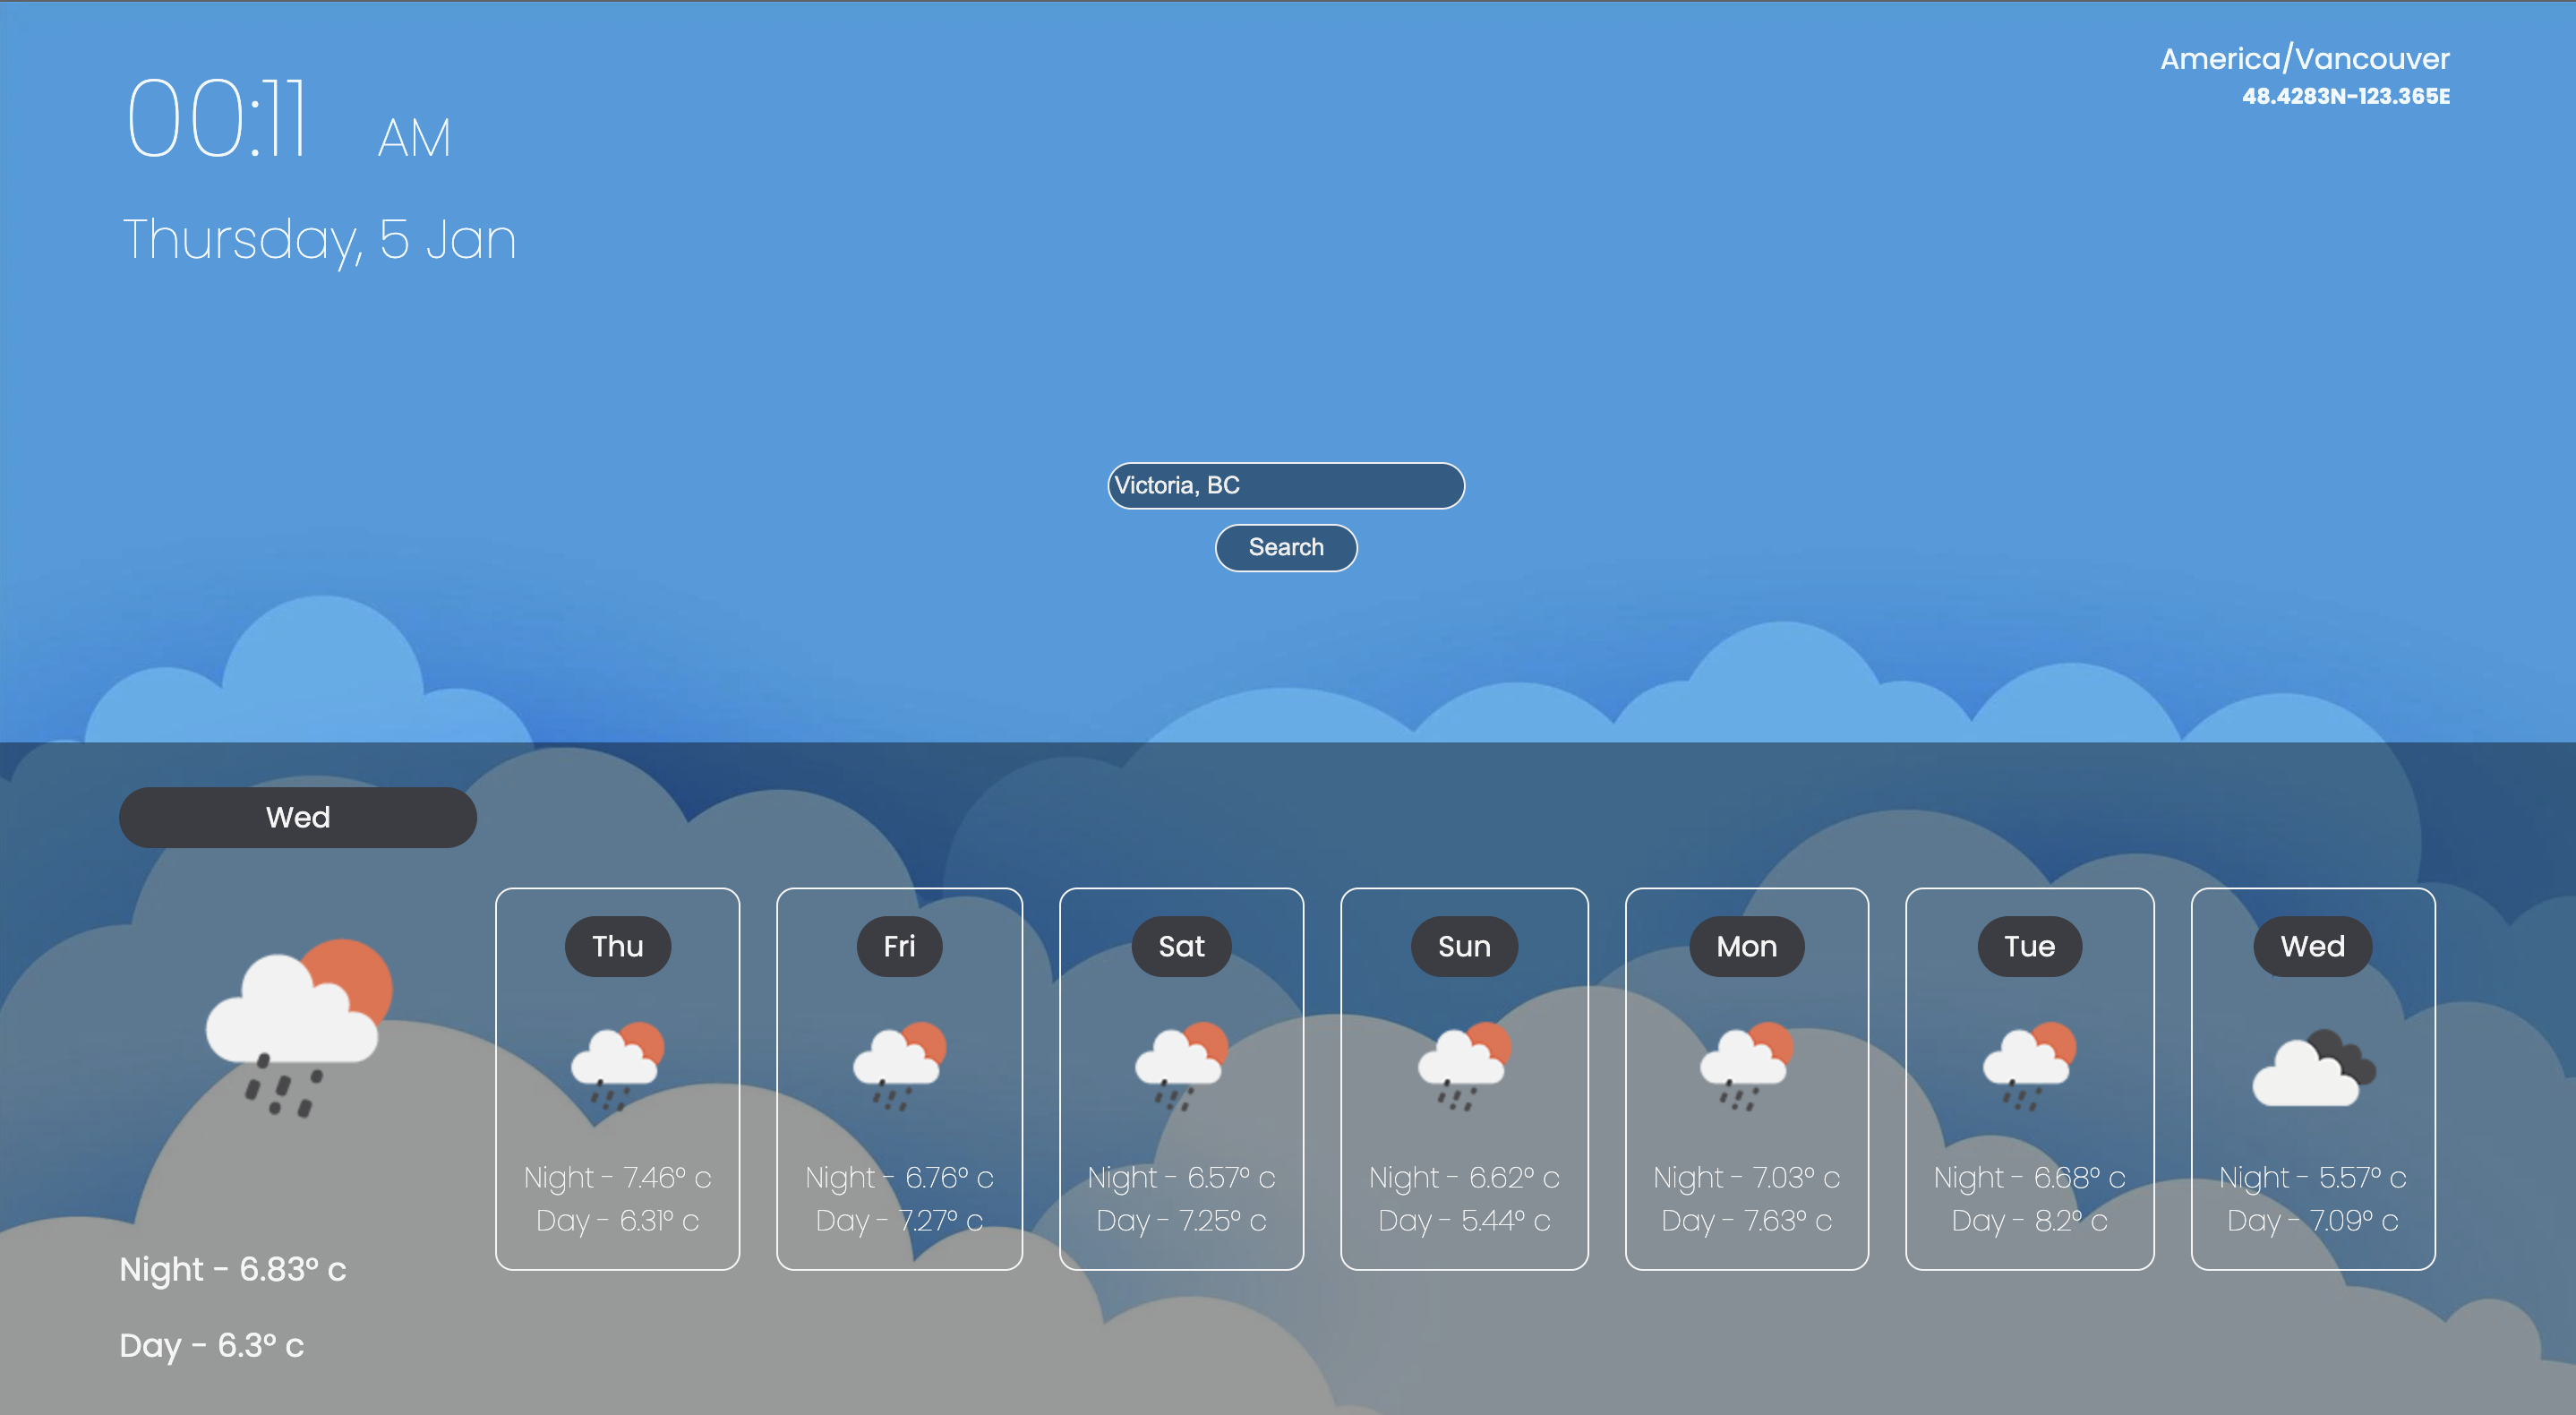 00:11 AM
Thursday, 5 Jan
America/Vancouver
48.4283N-123.365E
Victoria, BC
Search
Wed
Night - 6.83° c
Day - 6.3° c
Thu
Night - 7.46° c
Day - 6.31° c
Fri
Night - 6.76° c
Day - 7.27° c
Sat
Night - 6.57° c
Day - 7.25° c
Sun
Night - 6.62° c
Day - 5.44° c
Mon
Night - 7.03° c
Day - 7.63° c
Tue
Night - 6.68° c
Day - 8.2° c
Wed
Night - 5.57° c
Day - 7.09° c